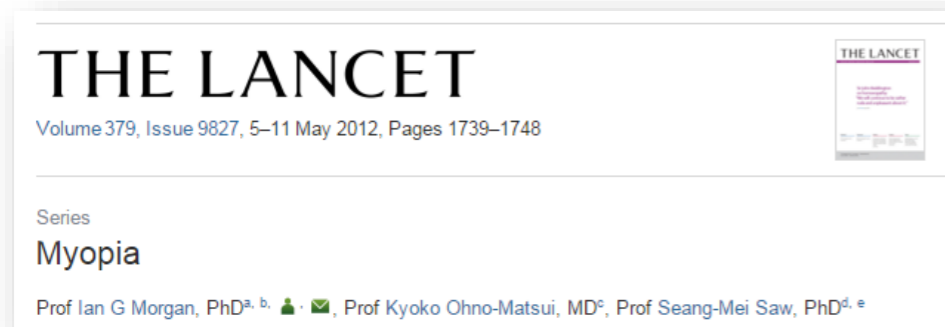 THE LANCET
THE LANCET
Volume 379, Issue 9827, 5–11 May 2012, Pages 1739–1748
Series
Myopia
Prof Ian G Morgan, PhDa, b, · , Prof Kyoko Ohno-Matsui, MDc, Prof Seang-Mei Saw, PhDd, e